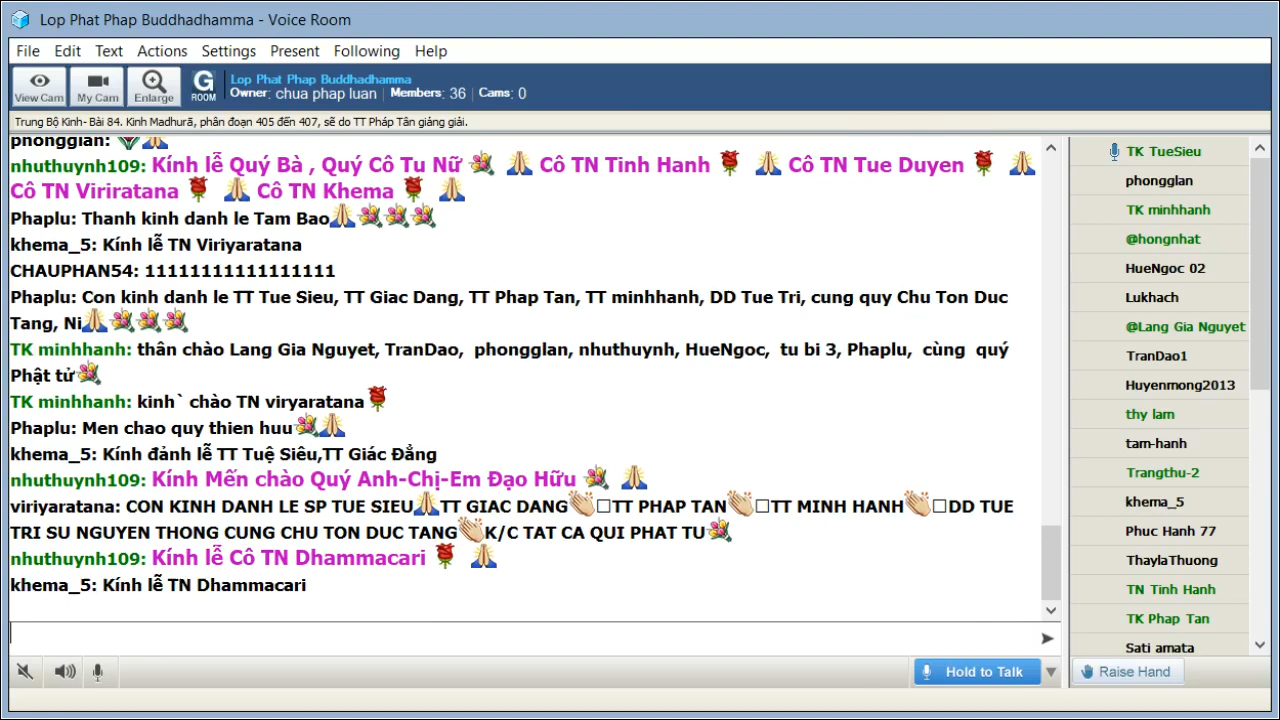 Lop Phat Phap Buddhadhamma - Voice Room
File Edit Text Actions Settings Present Following Help
View Cam My Cam Enlarge G ROOM
Lop Phat Phap Buddhadhamma
Owner: chua phap luan Members: 36 Cams: 0
Trung Bộ Kinh- Bài 84. Kinh Madhurā, phân đoạn 405 đến 407, sẽ do TT Pháp Tân giảng giải.
phongglan:
nhuthuynh109: Kính lễ Quý Bà , Quý Cô Tu Nữ Cô TN Tinh Hanh Cô TN Tue Duyen
Cô TN Viriratana Cô TN Khema
Phaplu: Thanh kinh danh le Tam Bao
khema_5: Kính lễ TN Viriyaratana
CHAUPHAN54: 11111111111111111
Phaplu: Con kinh danh le TT Tue Sieu, TT Giac Dang, TT Phap Tan, TT minhhanh, DD Tue Tri, cung quy Chu Ton Duc
Tang, Ni
TK minhhanh: thân chào Lang Gia Nguyet, TranDao, phongglan, nhuthuynh, HueNgoc, tu bi 3, Phaplu, cùng quý
Phật tử
TK minhhanh: kinh` chào TN viryaratana
Phaplu: Men chao quy thien huu
khema_5: Kính đảnh lễ TT Tuệ Siêu,TT Giác Đẳng
nhuthuynh109: Kính Mến chào Quý Anh-Chị-Em Đạo Hữu
viriyaratana: CON KINH DANH LE SP TUE SIEU TT GIAC DANG TT PHAP TAN TT MINH HANH DD TUE
TRI SU NGUYEN THONG CUNG CHU TON DUC TANG K/C TAT CA QUI PHAT TU
nhuthuynh109: Kính lễ Cô TN Dhammacari
khema_5: Kính lễ TN Dhammacari
Hold to Talk
TK TueSieu
phongglan
TK minhhanh
@hongnhat
HueNgoc 02
Lukhach
@Lang Gia Nguyet
TranDao1
Huyenmong2013
thy lam
tam-hanh
Trangthu-2
khema_5
Phuc Hanh 77
ThaylaThuong
TN Tinh Hanh
TK Phap Tan
Sati amata
Raise Hand